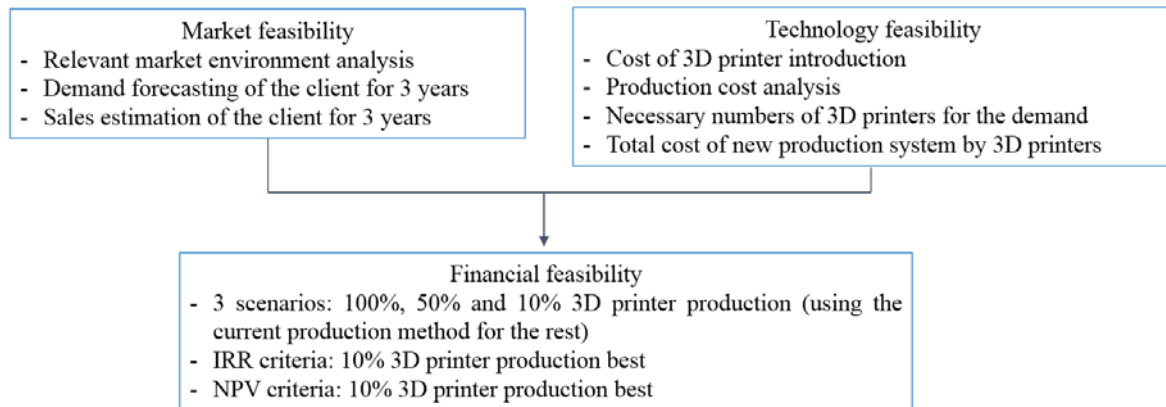 Market feasibility
- Relevant market environment analysis
- Demand forecasting of the client for 3 years
- Sales estimation of the client for 3 years
Technology feasibility
- Cost of 3D printer introduction
- Production cost analysis
- Necessary numbers of 3D printers for the demand
- Total cost of new production system by 3D printers
Financial feasibility
- 3 scenarios: 100%, 50% and 10% 3D printer production (using the
current production method for the rest)
- IRR criteria: 10% 3D printer production best
- NPV criteria: 10% 3D printer production best